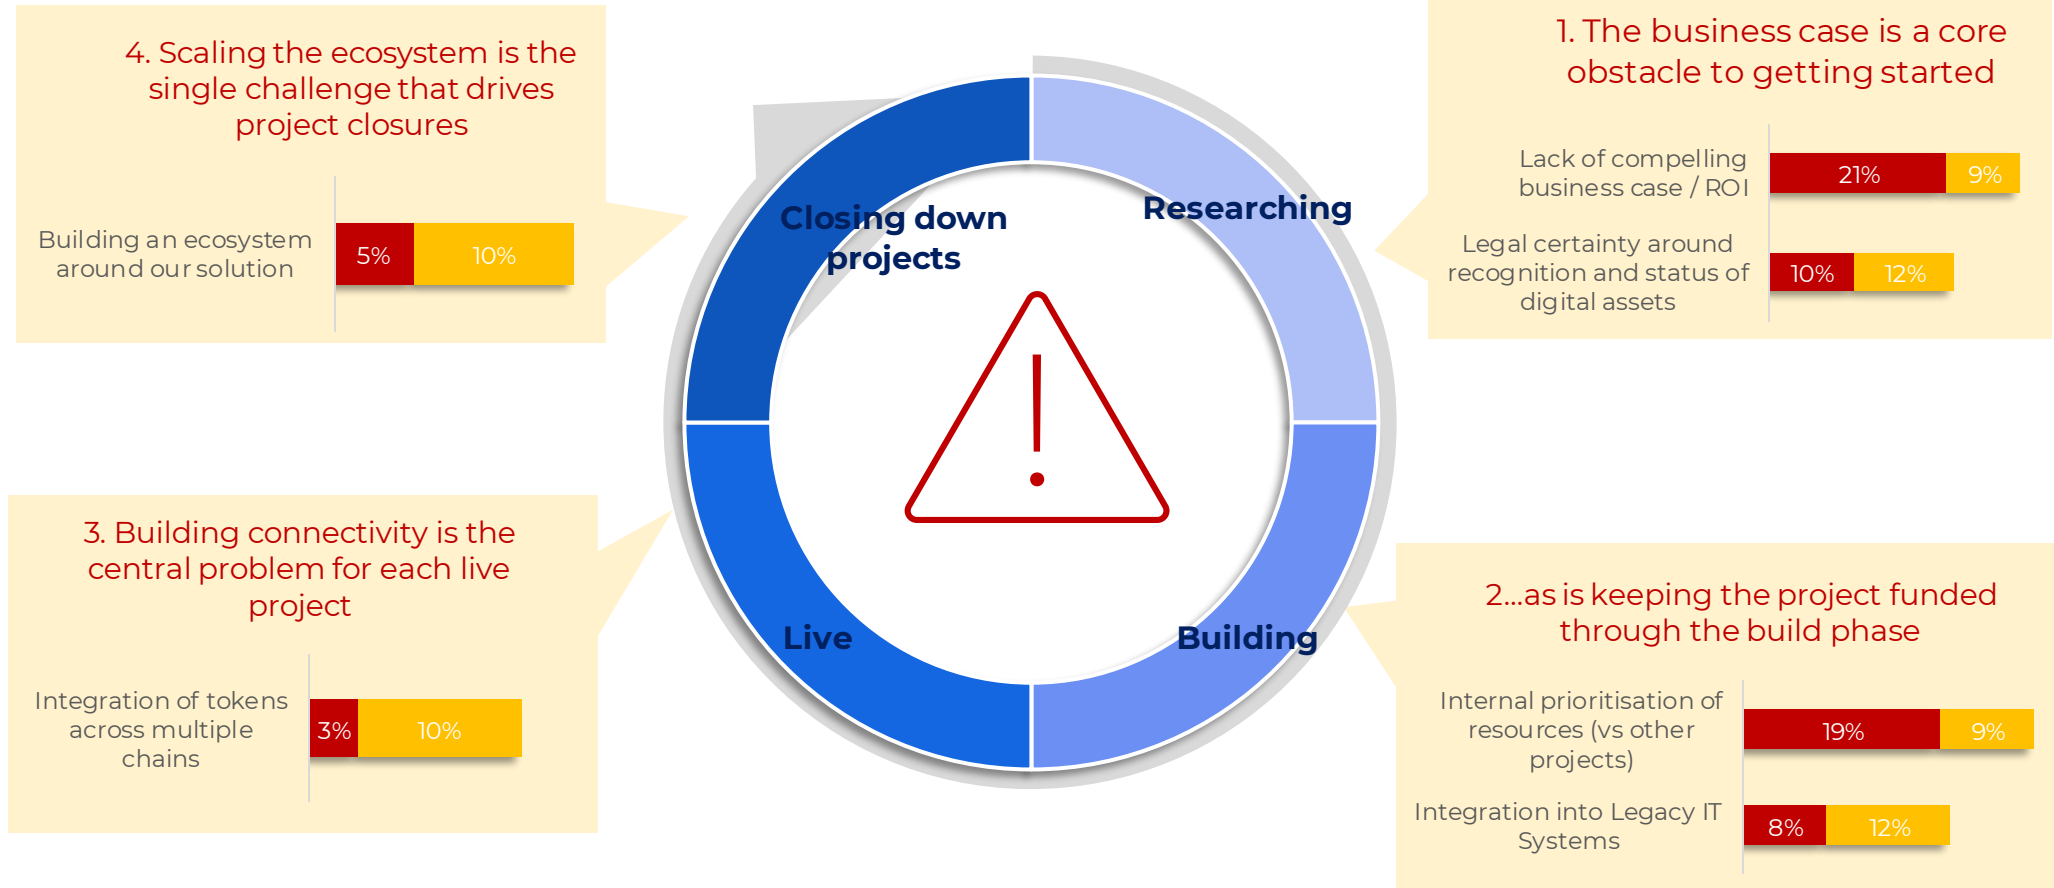 4. Scaling the ecosystem is the
single challenge that drives
project closures
Building an ecosystem
around our solution
5%
10%
1. The business case is a core
obstacle to getting started
Lack of compelling
business case / ROI
21%
9%
Legal certainty around
recognition and status of
digital assets
10%
12%
Closing down
projects
Researching
Live
Building
3. Building connectivity is the
central problem for each live
project
Integration of tokens
across multiple
chains
3%
10%
2...as is keeping the project funded
through the build phase
Internal prioritisation of
resources (vs other
projects)
19%
9%
Integration into Legacy IT
Systems
8%
12%